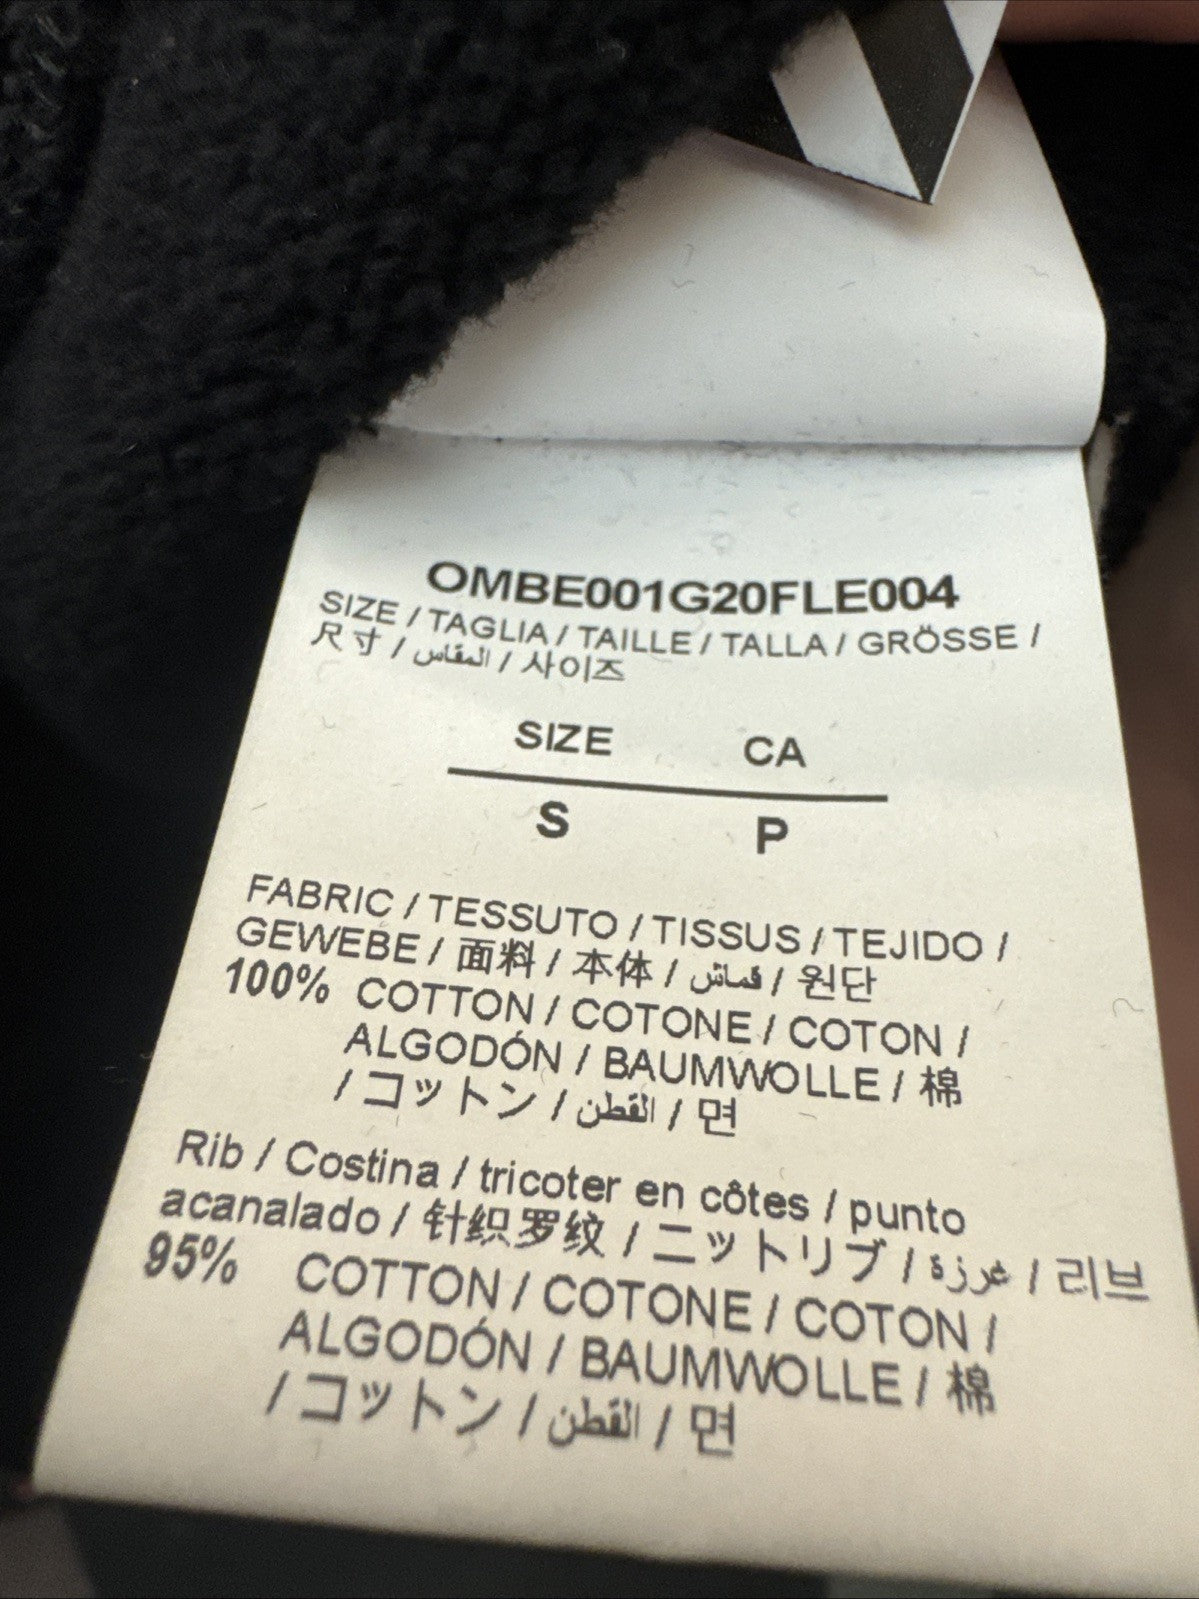 OMBE001G20FLE004
SIZE / TAGLIA / TAILLE / TALLA / GRÖSSE /
尺寸 / المقاس / 사이즈
SIZE CA
S P
FABRIC / TESSUTO / TISSUS / TEJIDO /
GEWEBE / 面料 / 本体 / قماش / 원단
100% COTTON / COTONE / COTON /
ALGODÓN / BAUMWOLLE / 棉
/ コットン / القطن / 면
Rib / Costina / tricoter en côtes / punto
acanalado / 针织罗纹 / ニットリブ / غرزة / 리브
95% COTTON / COTONE / COTON /
ALGODÓN / BAUMWOLLE / 棉
/ コットン / القطن / 면